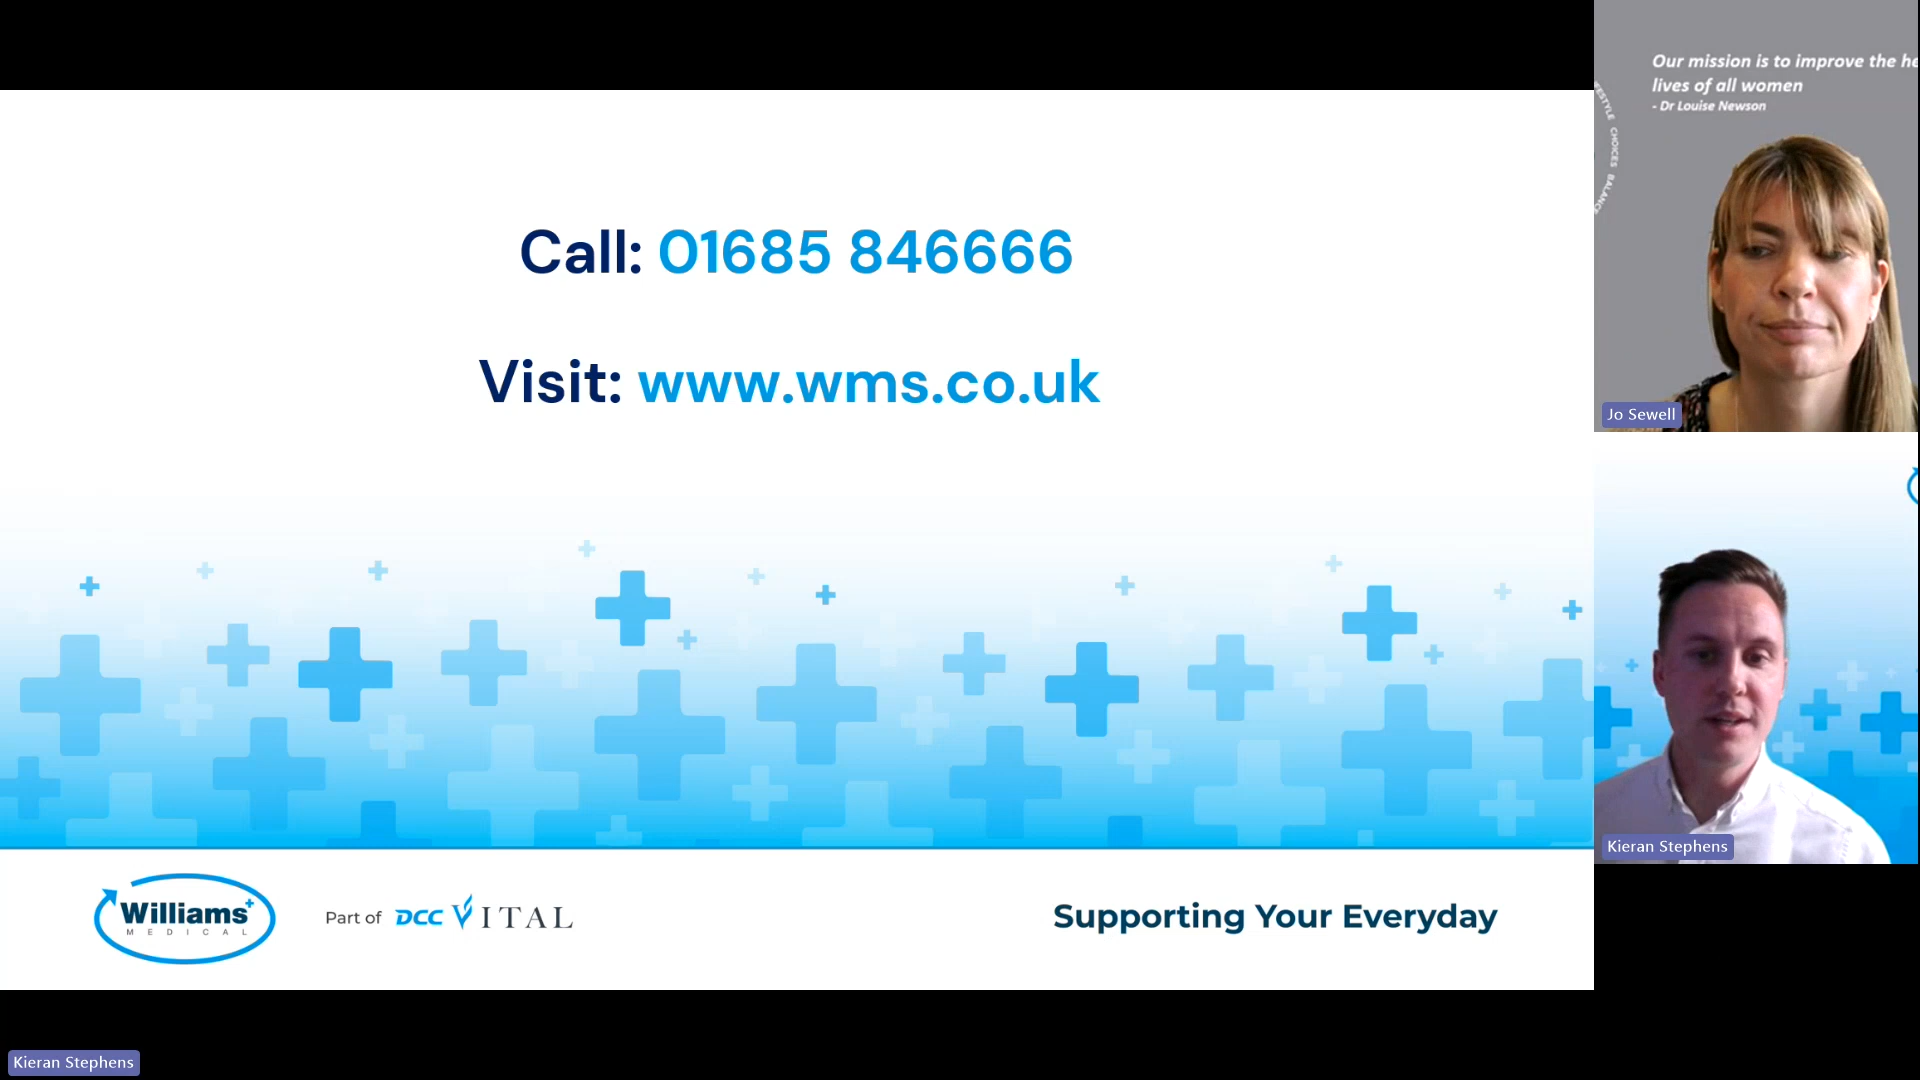 Call: 01685 846666
Visit: www.wms.co.uk
Williams
MEDICAL
Part of DCC VITAL
Supporting Your Everyday
Kieran Stephens
Our mission is to improve the he
lives of all women
- Dr Louise Newson
CHOICES
Jo Sewell
Kieran Stephens